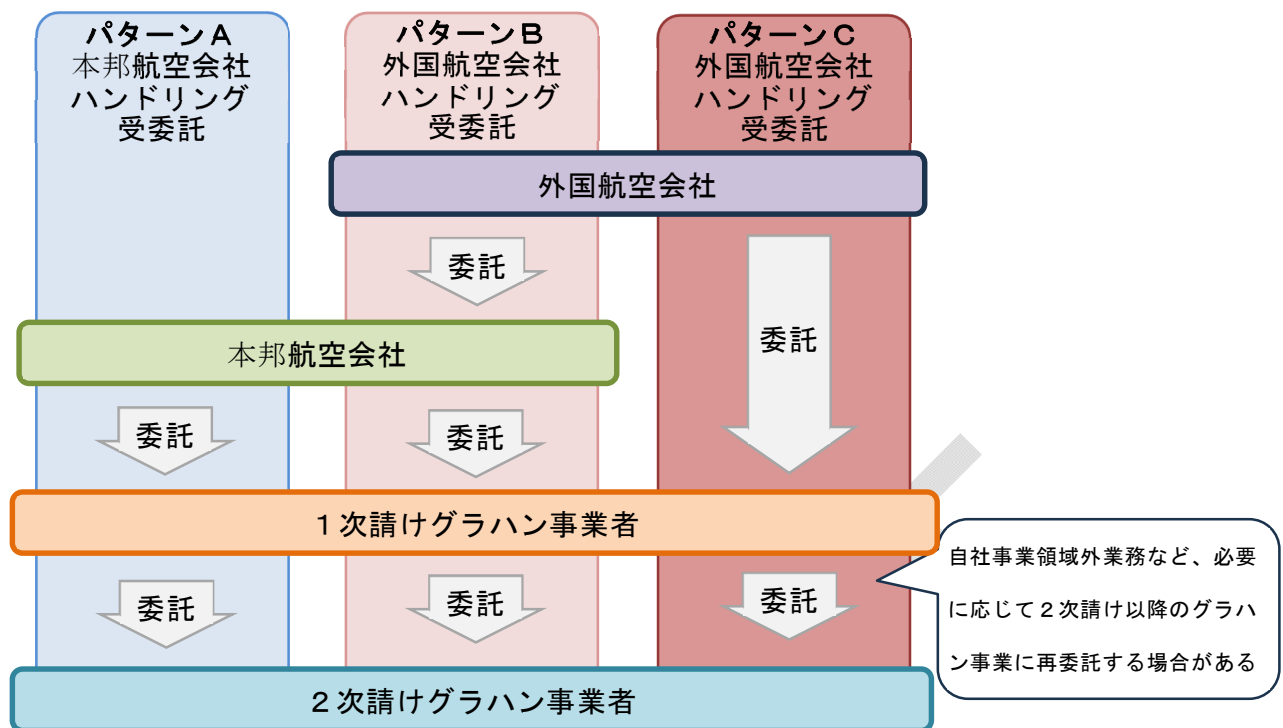 パターンA
本邦航空会社
ハンドリング
受委託
パターンB
外国航空会社
ハンドリング
受委託
パターンC
外国航空会社
ハンドリング
受委託
外国航空会社
委託
委託
本邦航空会社
委託
委託
1次請けグラハン事業者
委託
委託
委託
自社事業領域外業務など、必要
に応じて2次請け以降のグラハ
ン事業に再委託する場合がある
2次請けグラハン事業者